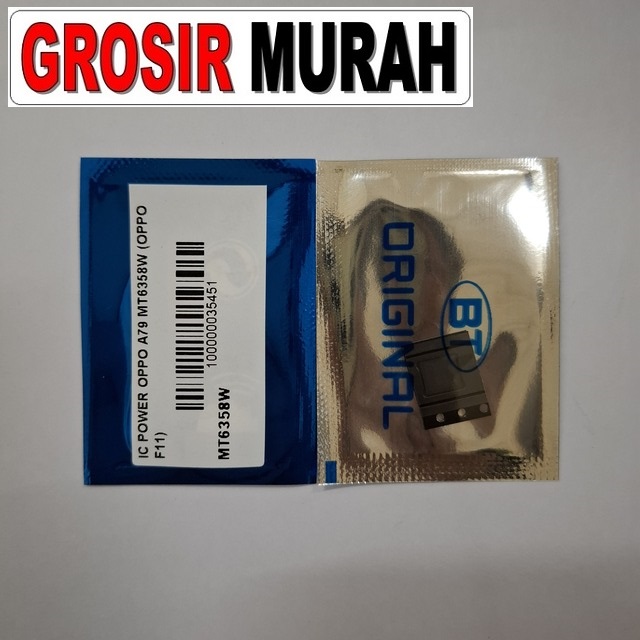 GROSIR MURAH
IC POWER OPPO A79 MT6358W (OPPO
F11)
100000035451
MT6358W
BT
ORIGINAL